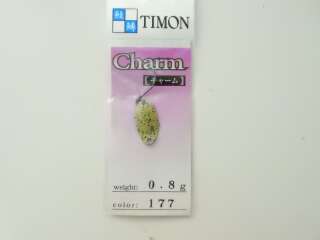 TIMON
Charm
【チャーム】
weight: 0.8g
color: 177